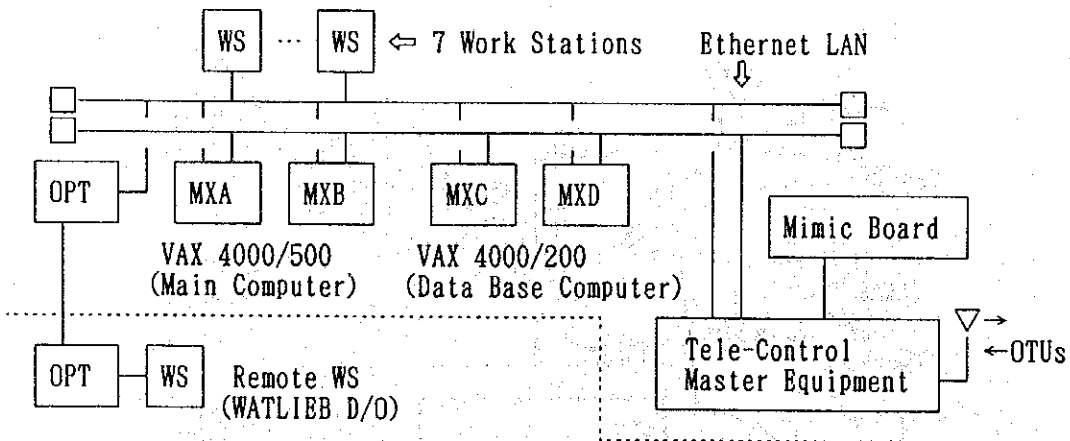 WS ... WS ⇦ 7 Work Stations
Ethernet LAN
⇩
OPT
MXA
MXB
MXC
MXD
Mimic Board
VAX 4000/500
(Main Computer)
VAX 4000/200
(Data Base Computer)
Tele-Control
Master Equipment
→
←OTUs
OPT
WS
Remote WS
(WATLIEB D/O)